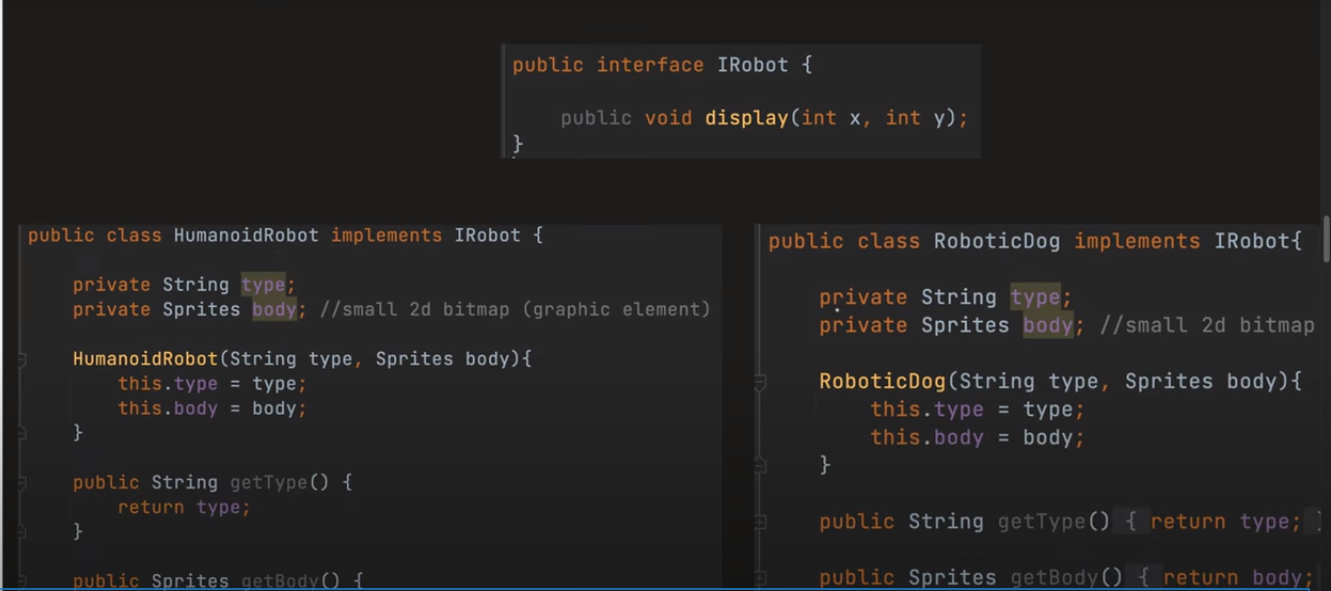 public interface IRobot {
public void display(int x, int y);
}
public class HumanoidRobot implements IRobot {
private String type;
private Sprites body; //small 2d bitmap (graphic element)
HumanoidRobot(String type, Sprites body){
this.type = type;
this.body = body;
}
public String getType() {
return type;
}
public Sprites getBody() {
public class RoboticDog implements IRobot{
private String type;
private Sprites body; //small 2d bitmap
RoboticDog(String type, Sprites body){
this.type = type;
this.body = body;
}
public String getType() { return type; }
public Sprites getBody() { return body;